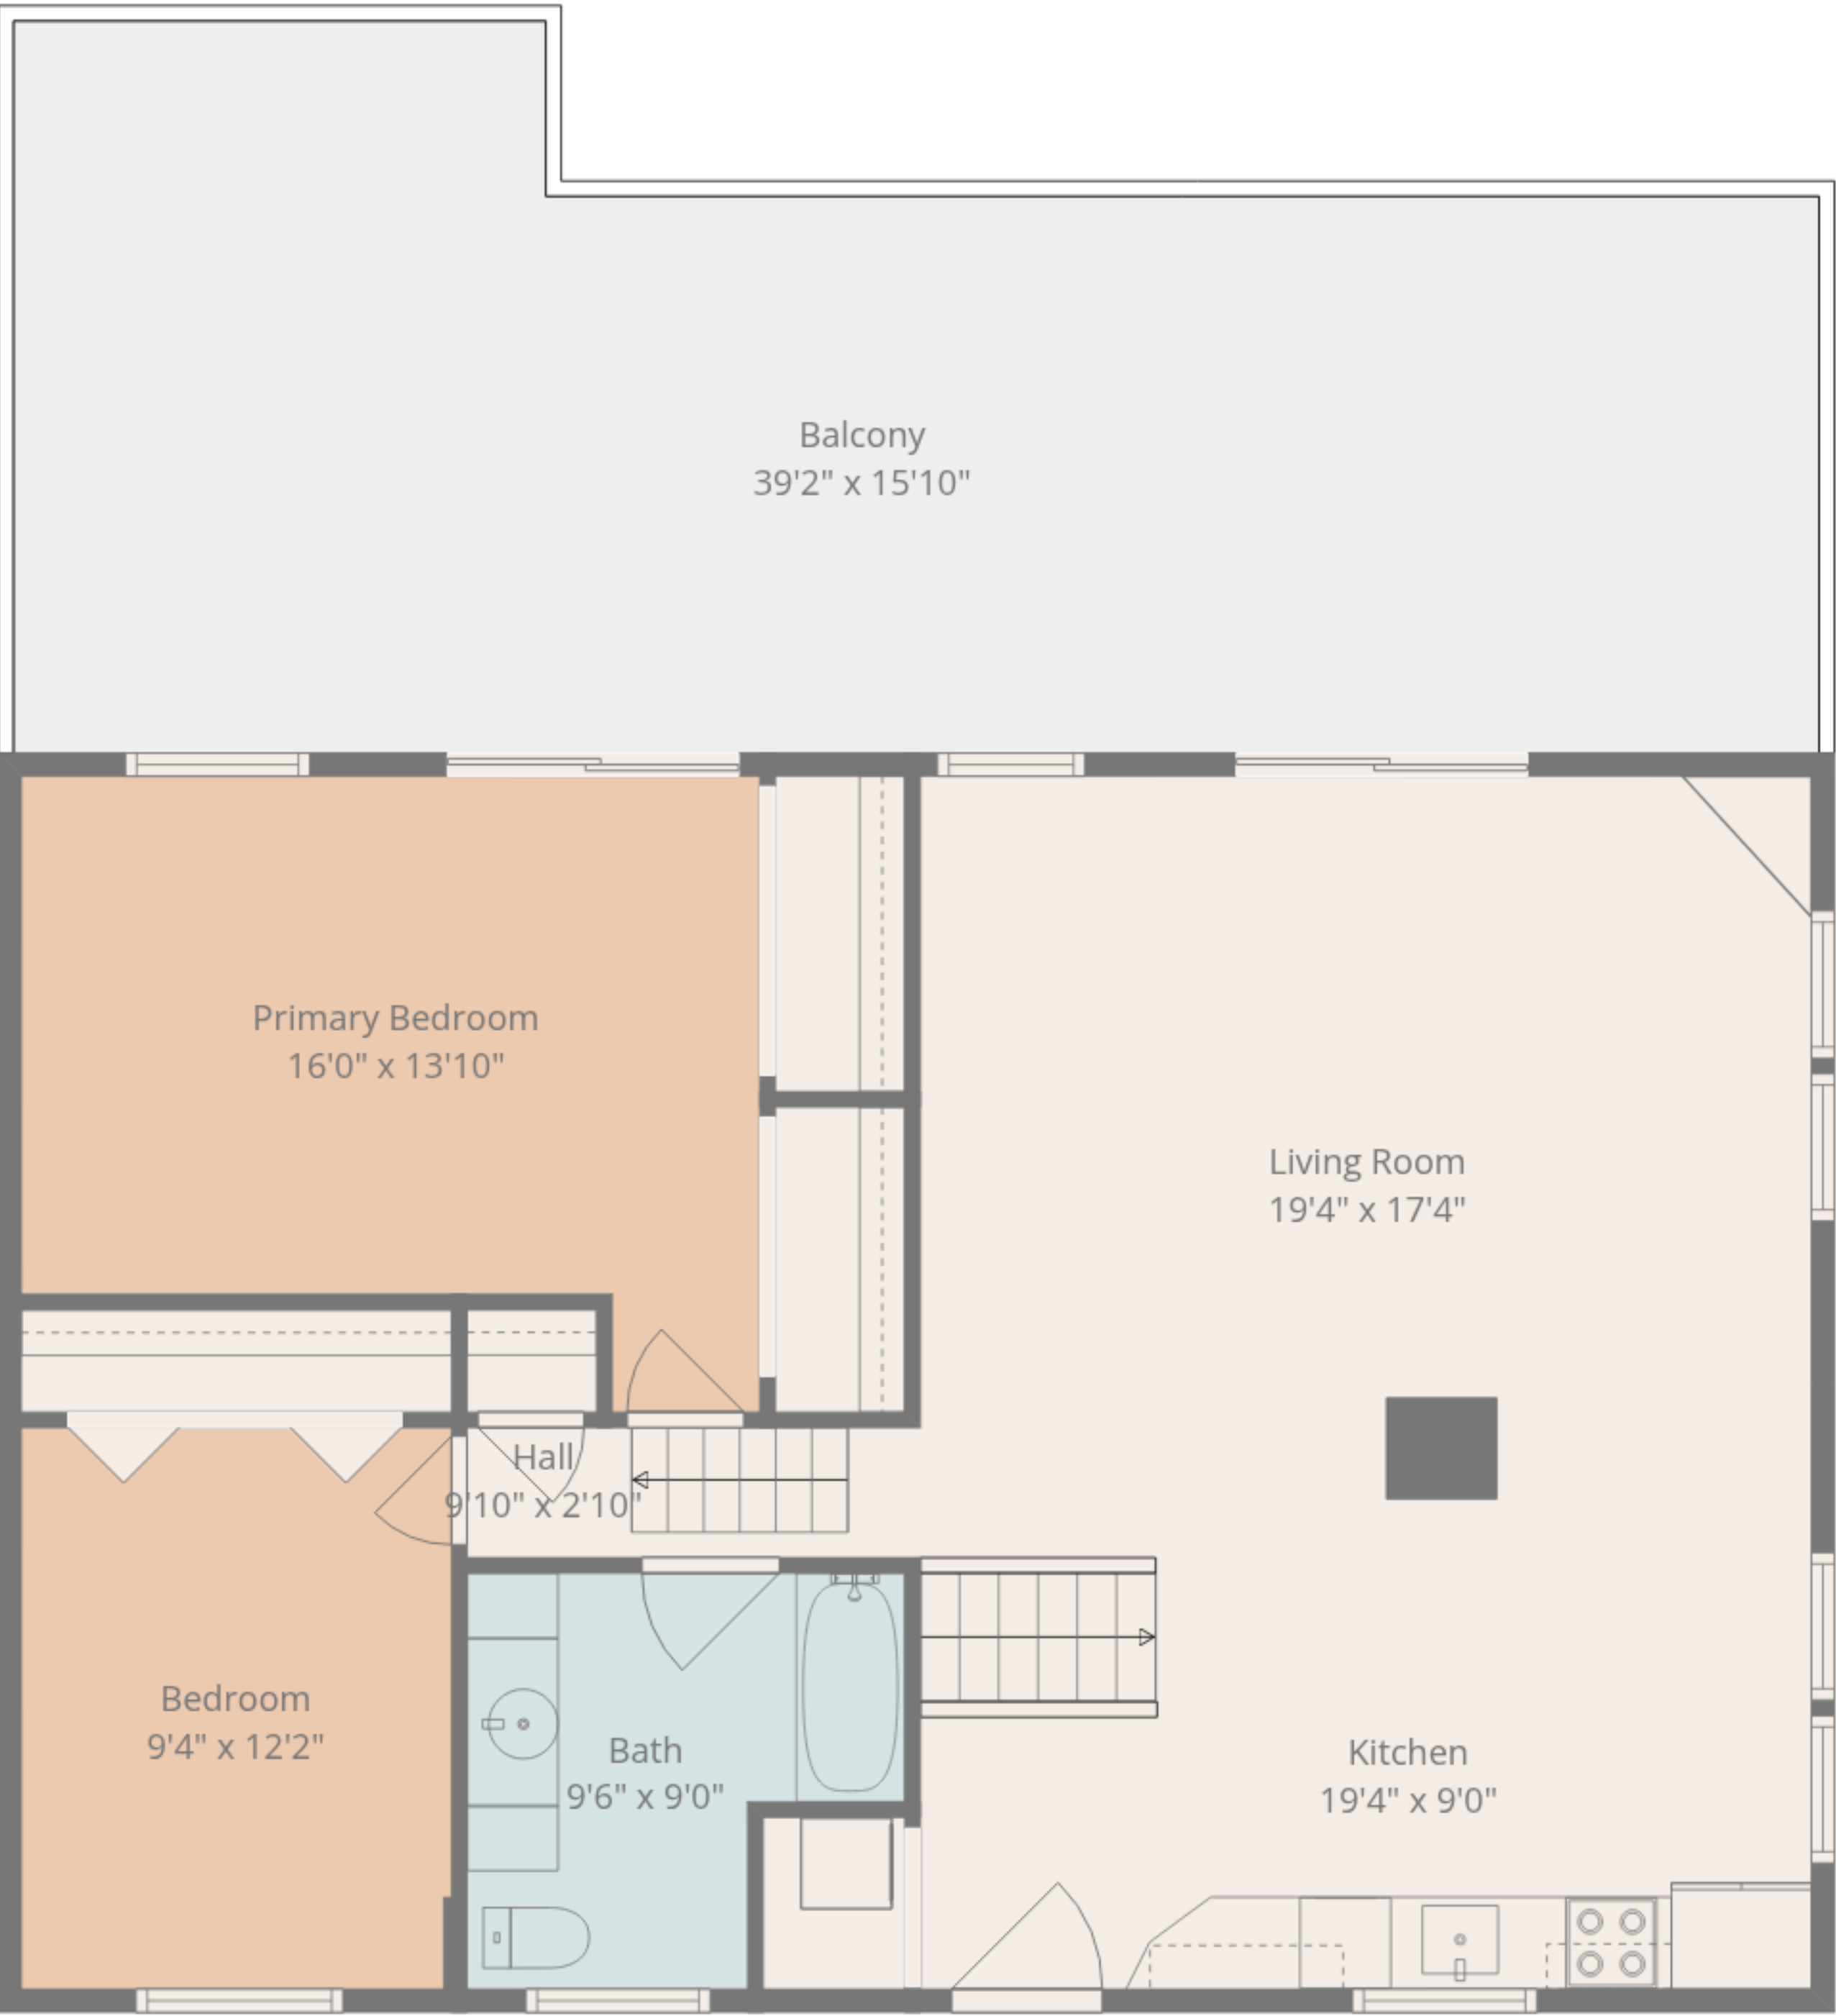 Balcony
39'2" x 15'10"
Primary Bedroom
16'0" x 13'10"
Living Room
19'4" x 17'4"
Hall
9'10" x 2'10"
Bedroom
9'4" x 12'2"
Bath
9'6" x 9'0"
Kitchen
19'4" x 9'0"